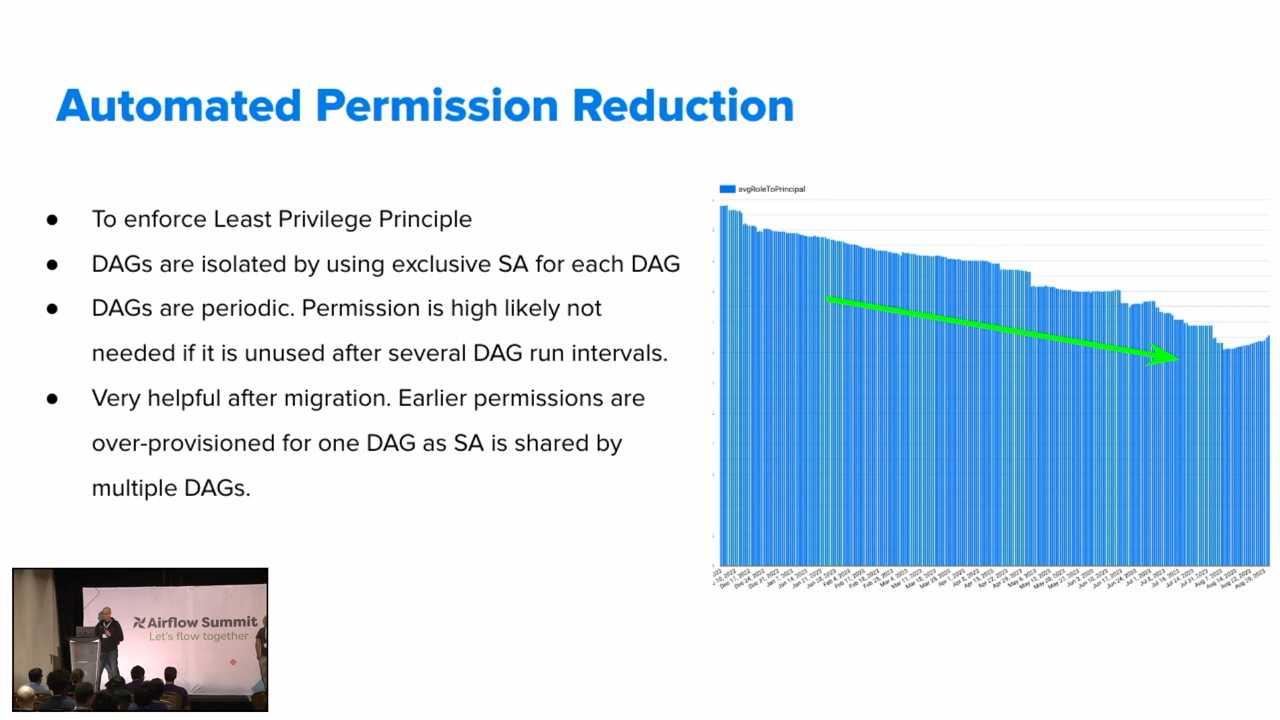 Automated Permission Reduction
● To enforce Least Privilege Principle
● DAGs are isolated by using exclusive SA for each DAG
● DAGs are periodic. Permission is high likely not
needed if it is unused after several DAG run intervals.
● Very helpful after migration. Earlier permissions are
over-provisioned for one DAG as SA is shared by
multiple DAGs.
avgRoleToPrincipal
Airflow Summit
Let's flow together